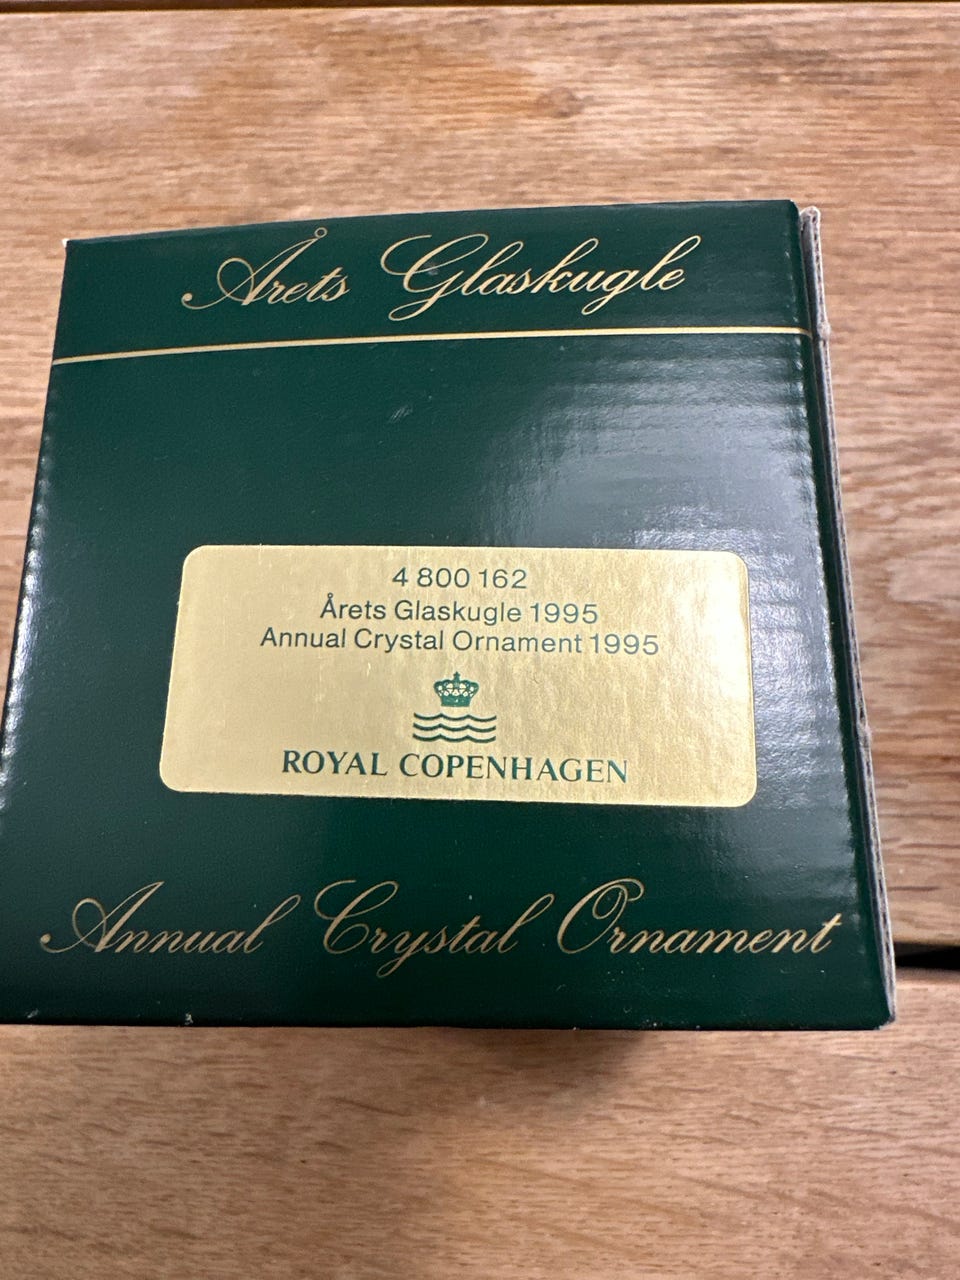 Årets Glaskugle
4 800 162
Årets Glaskugle 1995
Annual Crystal Ornament 1995
ROYAL COPENHAGEN
Annual Crystal Ornament